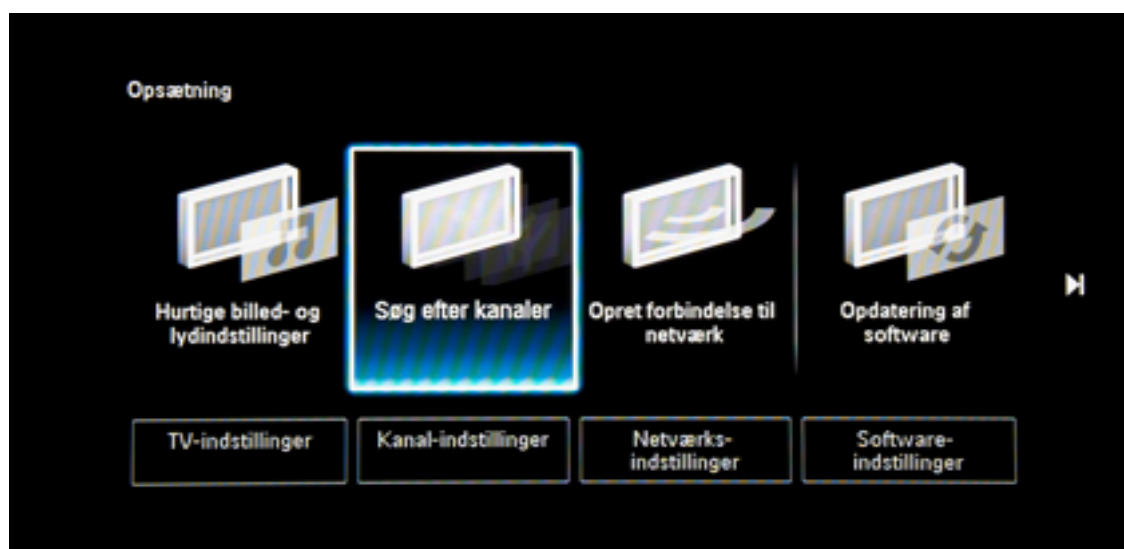 Opsætning
Hurtige billed- og
lydindstillinger
Søg efter kanaler
Opret forbindelse til
netværk
Opdatering af
software
TV-indstillinger
Kanal-indstillinger
Netværks-
indstillinger
Software-
indstillinger